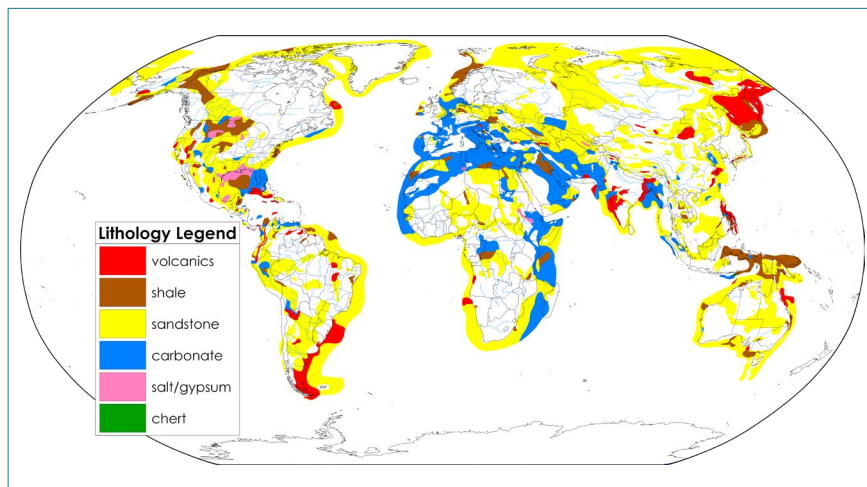 Lithology Legend
volcanics
shale
sandstone
carbonate
salt/gypsum
chert